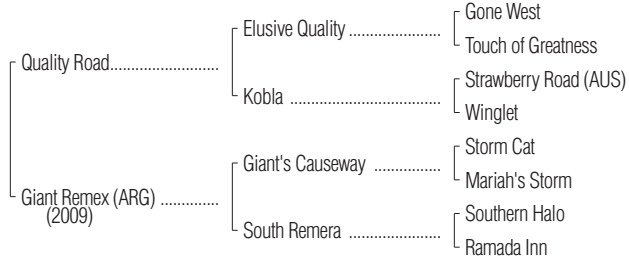 Gone West
Elusive Quality ...................
Touch of Greatness
Quality Road......................
Strawberry Road (AUS)
Kobla ...............................
Winglet
Storm Cat
Giant's Causeway ..............
Mariah's Storm
Giant Remex (ARG) ............
(2009)
Southern Halo
South Remera ...................
Ramada Inn